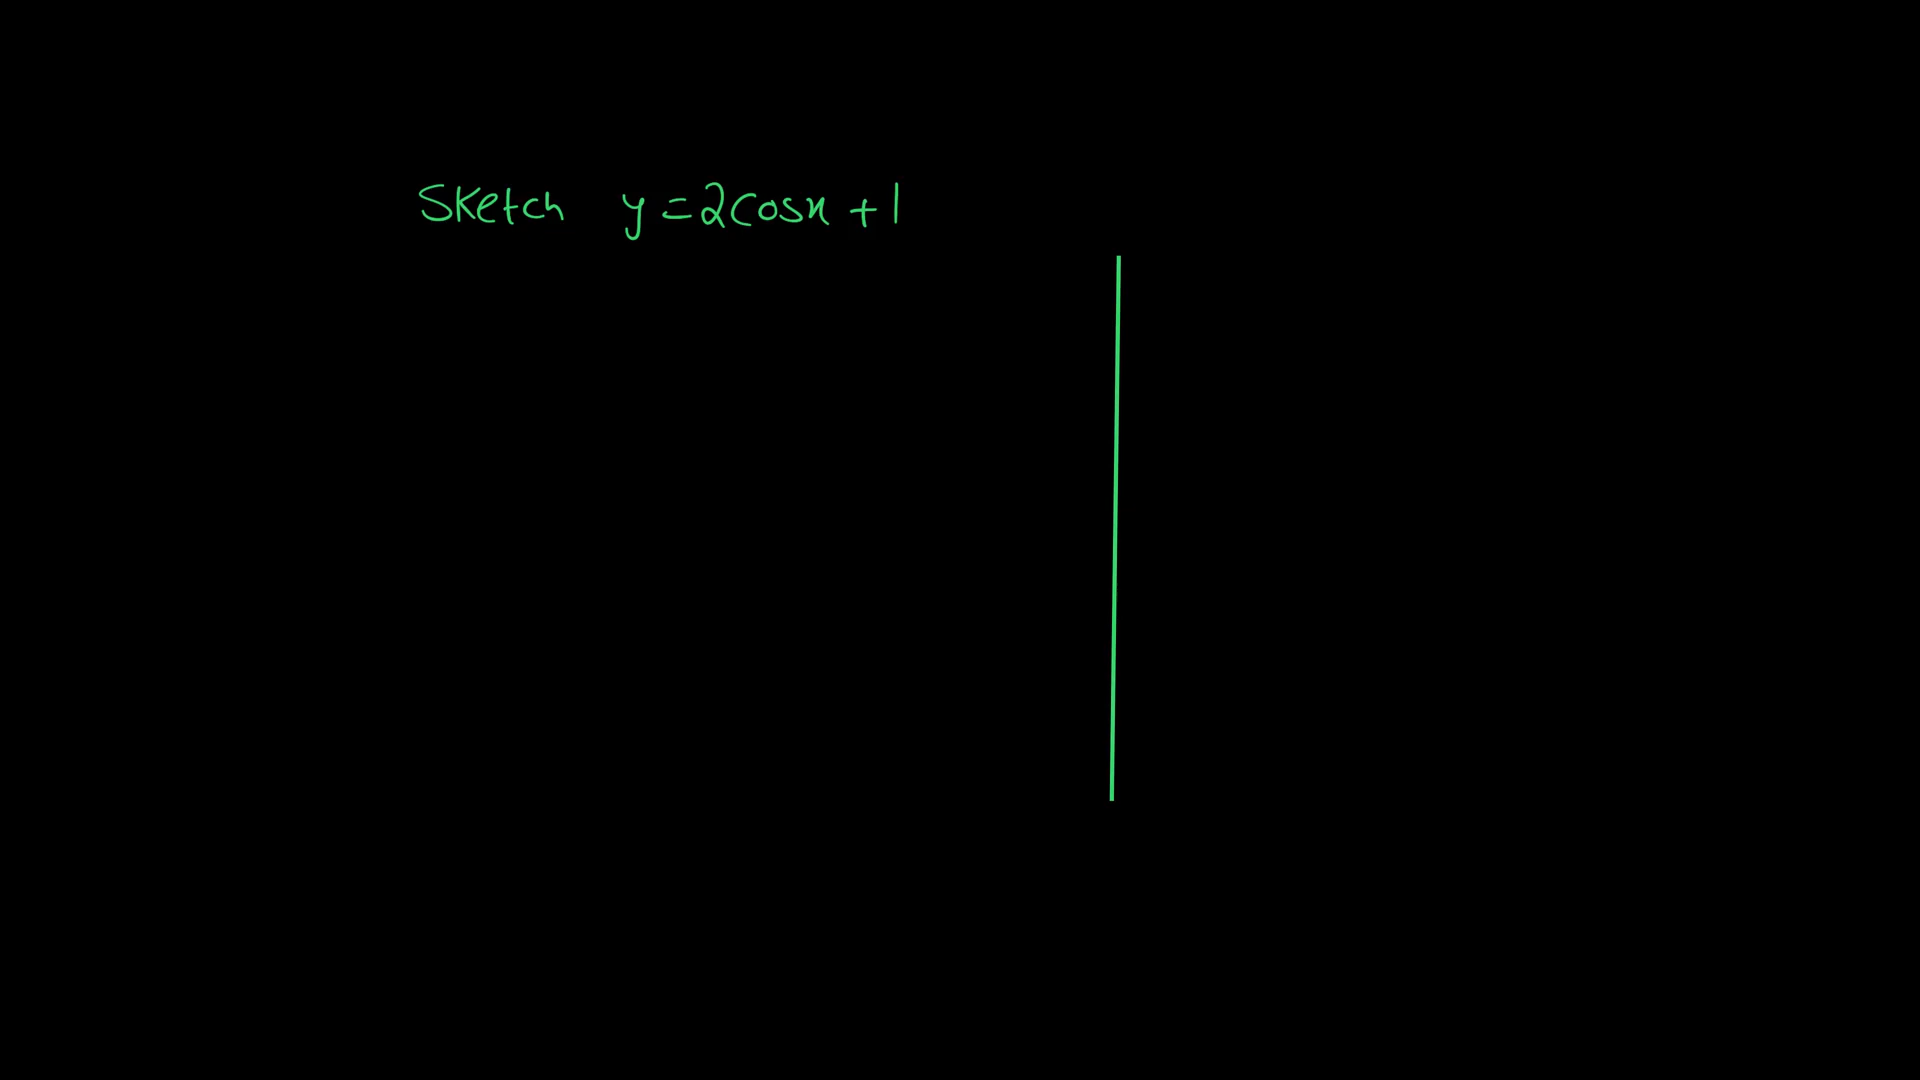 Sketch y = 2cosx + 1